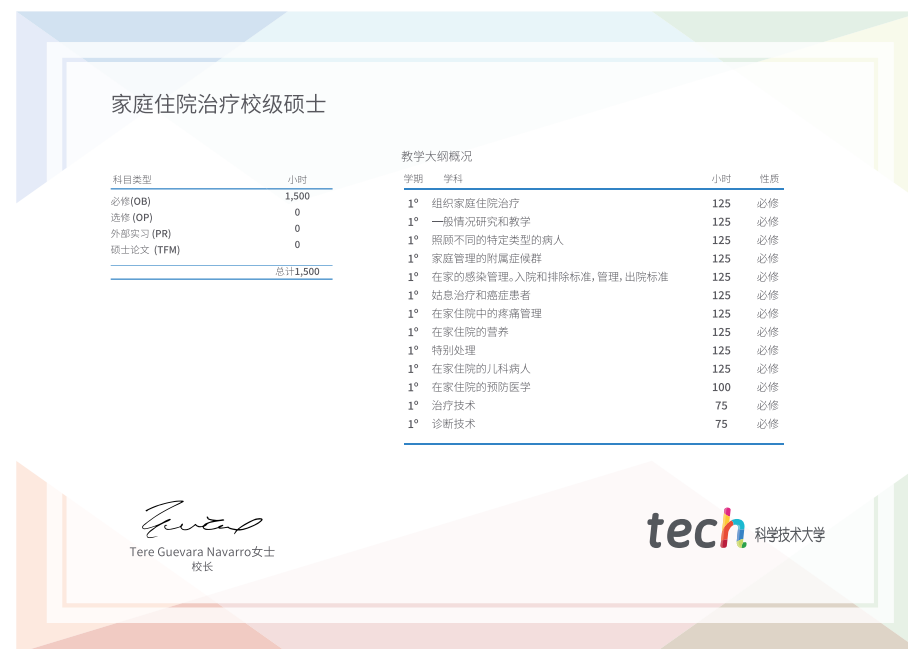 家庭住院治疗校级硕士
科目类型 小时
必修(OB) 1,500
选修 (OP) 0
外部实习 (PR) 0
硕士论文 (TFM) 0
总计1,500
教学大纲概况
学期 学科 小时 性质
1º 组织家庭住院治疗 125 必修
1º 一般情况研究和教学 125 必修
1º 照顾不同的特定类型的病人 125 必修
1º 家庭管理的附属症候群 125 必修
1º 在家的感染管理。入院和排除标准，管理，出院标准 125 必修
1º 姑息治疗和癌症患者 125 必修
1º 在家住院中的疼痛管理 125 必修
1º 在家住院的营养 125 必修
1º 特别处理 125 必修
1º 在家住院的儿科病人 125 必修
1º 在家住院的预防医学 100 必修
1º 治疗技术 75 必修
1º 诊断技术 75 必修
Tere Guevara Navarro女士
校长
tech 科学技术大学